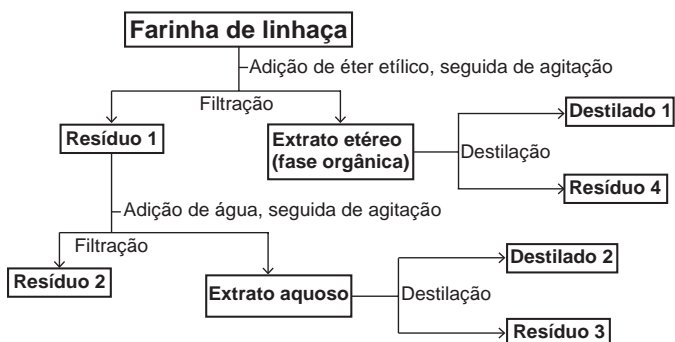 Farinha de linhaça
Adição de éter etílico, seguida de agitação
Filtração
Destilado 1
Resíduo 1
Extrato etéreo
(fase orgânica)
Destilação
Resíduo 4
Adição de água, seguida de agitação
Filtração
Destilado 2
Resíduo 2
Extrato aquoso
Destilação
Resíduo 3